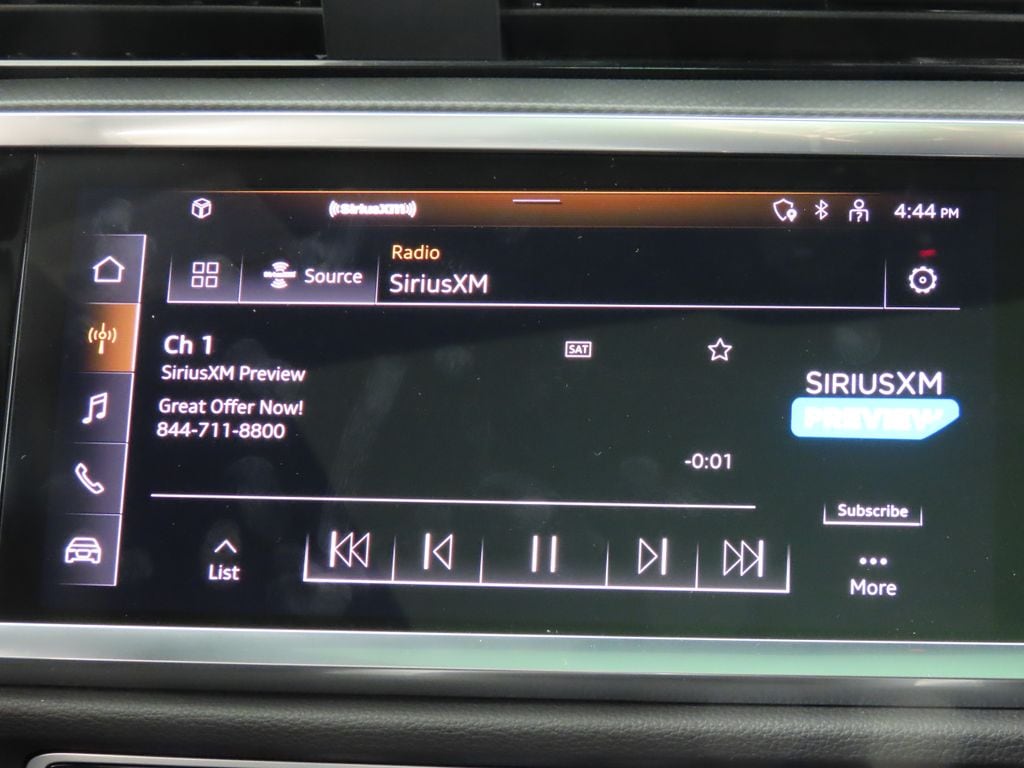 ((SiriusXM))
4:44 PM
Radio
SiriusXM
Source
SiriusXM
Ch 1
SAT
SiriusXM Preview
Great Offer Now!
844-711-8800
SIRIUSXM
PREVIEW
-0:01
Subscribe
List
More